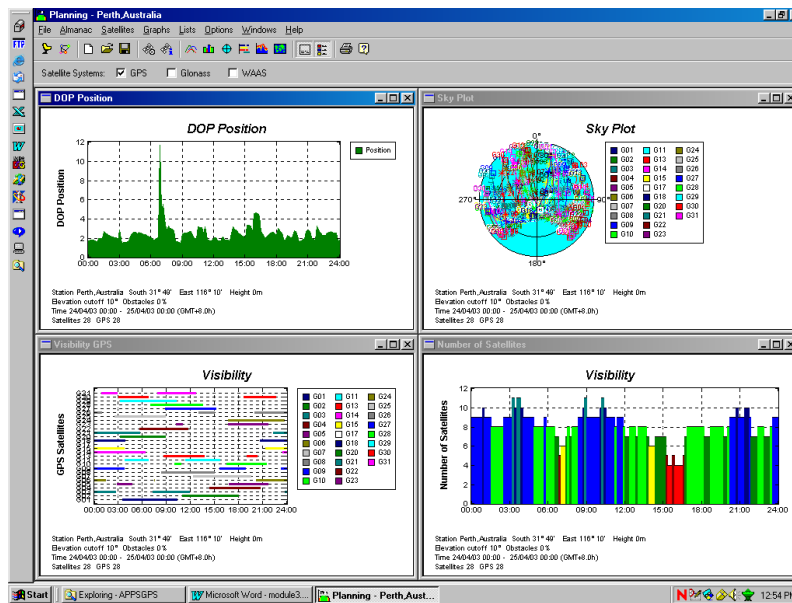 Planning - Perth,Australia
File Almanac Satellites Graphs Lists Options Windows Help
FTP
Satellite Systems: GPS Glonass WAAS
DOP Position
DOP Position
Position
DOP Position
12
10
8
6
4
2
0
00:00 03:00 06:00 09:00 12:00 15:00 18:00 21:00 24:00
Station Perth,Australia South 31° 49' East 116° 10' Height 0m
Elevation cutoff 10° Obstacles 0%
Time 24/04/03 00:00 - 25/04/03 00:00 (GMT+8.0h)
Satellites 28 GPS 28
Sky Plot
Sky Plot
0°
270°
90°
180°
G01 G11 G24
G02 G13 G25
G03 G14 G26
G04 G15 G27
G05 G17 G28
G06 G18 G29
G07 G20 G30
G08 G21 G31
G09 G22
G10 G23
Station Perth,Australia South 31° 49' East 116° 10' Height 0m
Elevation cutoff 10° Obstacles 0%
Time 24/04/03 00:00 - 25/04/03 00:00 (GMT+8.0h)
Satellites 28 GPS 28
Visibility GPS
Visibility
GPS Satellites
00:00 03:00 06:00 09:00 12:00 15:00 18:00 21:00 24:00
G01 G11 G24
G02 G13 G25
G03 G14 G26
G04 G15 G27
G05 G17 G28
G06 G18 G29
G07 G20 G30
G08 G21 G31
G09 G22
G10 G23
Station Perth,Australia South 31° 49' East 116° 10' Height 0m
Elevation cutoff 10° Obstacles 0%
Time 24/04/03 00:00 - 25/04/03 00:00 (GMT+8.0h)
Satellites 28 GPS 28
Number of Satellites
Visibility
Number of Satellites
12
10
8
6
4
2
0
00:00 03:00 06:00 09:00 12:00 15:00 18:00 21:00 24:00
Station Perth,Australia South 31° 49' East 116° 10' Height 0m
Elevation cutoff 10° Obstacles 0%
Time 24/04/03 00:00 - 25/04/03 00:00 (GMT+8.0h)
Satellites 28 GPS 28
Start Exploring - APPSGPS Microsoft Word - module3.... Planning - Perth,Aust... 12:54 PM